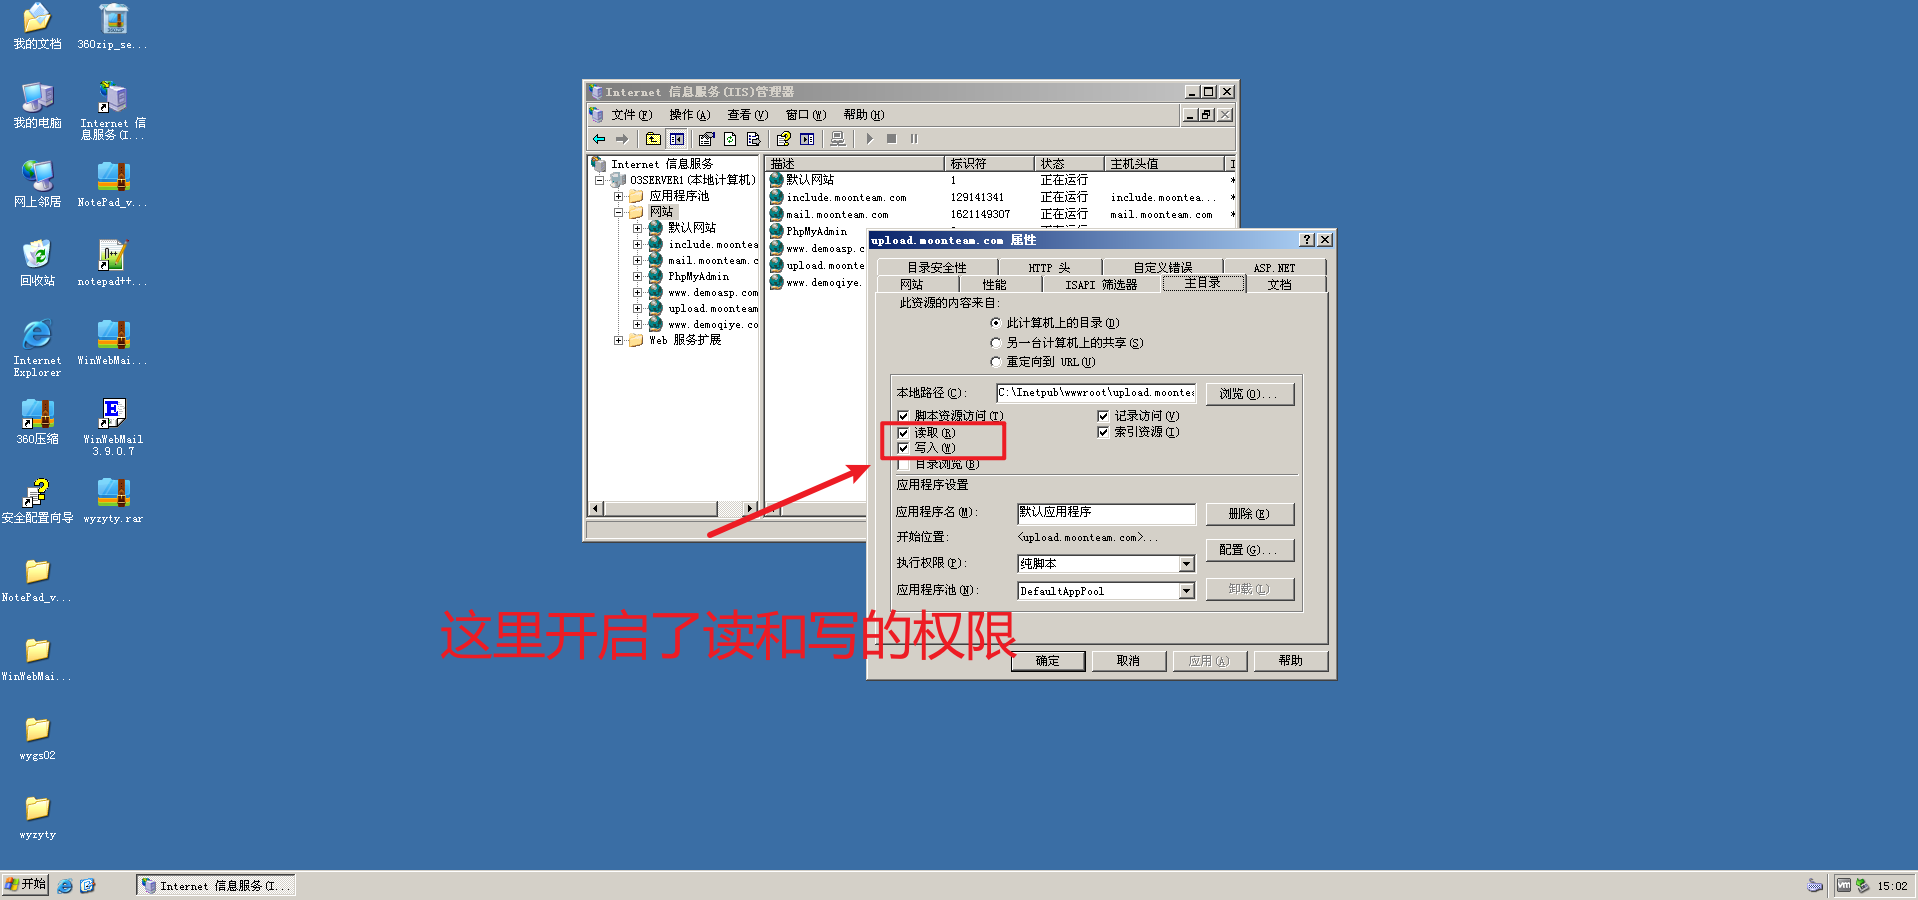 我的文档
360zip_se...
我的电脑
Internet 信
息服务(I...
网上邻居
NotePad_v...
回收站
notepad++...
Internet
Explorer
WinWebMai...
360压缩
WinWebMail
3.9.0.7
安全配置向导
wyzyty.rar
NotePad_v...
WinWebMai...
wygs02
wyzyty
Internet 信息服务(IIS)管理器
文件(F) 操作(A) 查看(V) 窗口(W) 帮助(H)
Internet 信息服务
03SERVER1(本地计算机)
应用程序池
网站
默认网站
include.moontea
mail.moonteam.c
PhpMyAdmin
www.demoasp.com
upload.moonteam
www.demoqiye.co
Web 服务扩展
描述 标识符 状态 主机头值
默认网站 1 正在运行 *
include.moonteam.com 129141341 正在运行 include.moontea... *
mail.moonteam.com 1621149307 正在运行 mail.moonteam.com *
PhpMyAdmin
www.demoasp.c
upload.moonte
www.demoqiye.
upload.moonteam.com 属性
目录安全性 HTTP 头 自定义错误 ASP.NET
网站 性能 ISAPI 筛选器 主目录 文档
此资源的内容来自:
此计算机上的目录(D)
另一台计算机上的共享(S)
重定向到 URL(U)
本地路径(C): C:\Inetpub\wwwroot\upload.moontea 浏览(O)...
脚本资源访问(T) 记录访问(V)
读取(R) 索引资源(I)
写入(W)
目录浏览(B)
应用程序设置
应用程序名(M): 默认应用程序 删除(E)
开始位置: <upload.moonteam.com>...
配置(G)...
执行权限(P): 纯脚本
应用程序池(N): DefaultAppPool 卸载(L)
这里开启了读和写的权限
确定 取消 应用(A) 帮助
开始 Internet 信息服务(I... vm 15:02